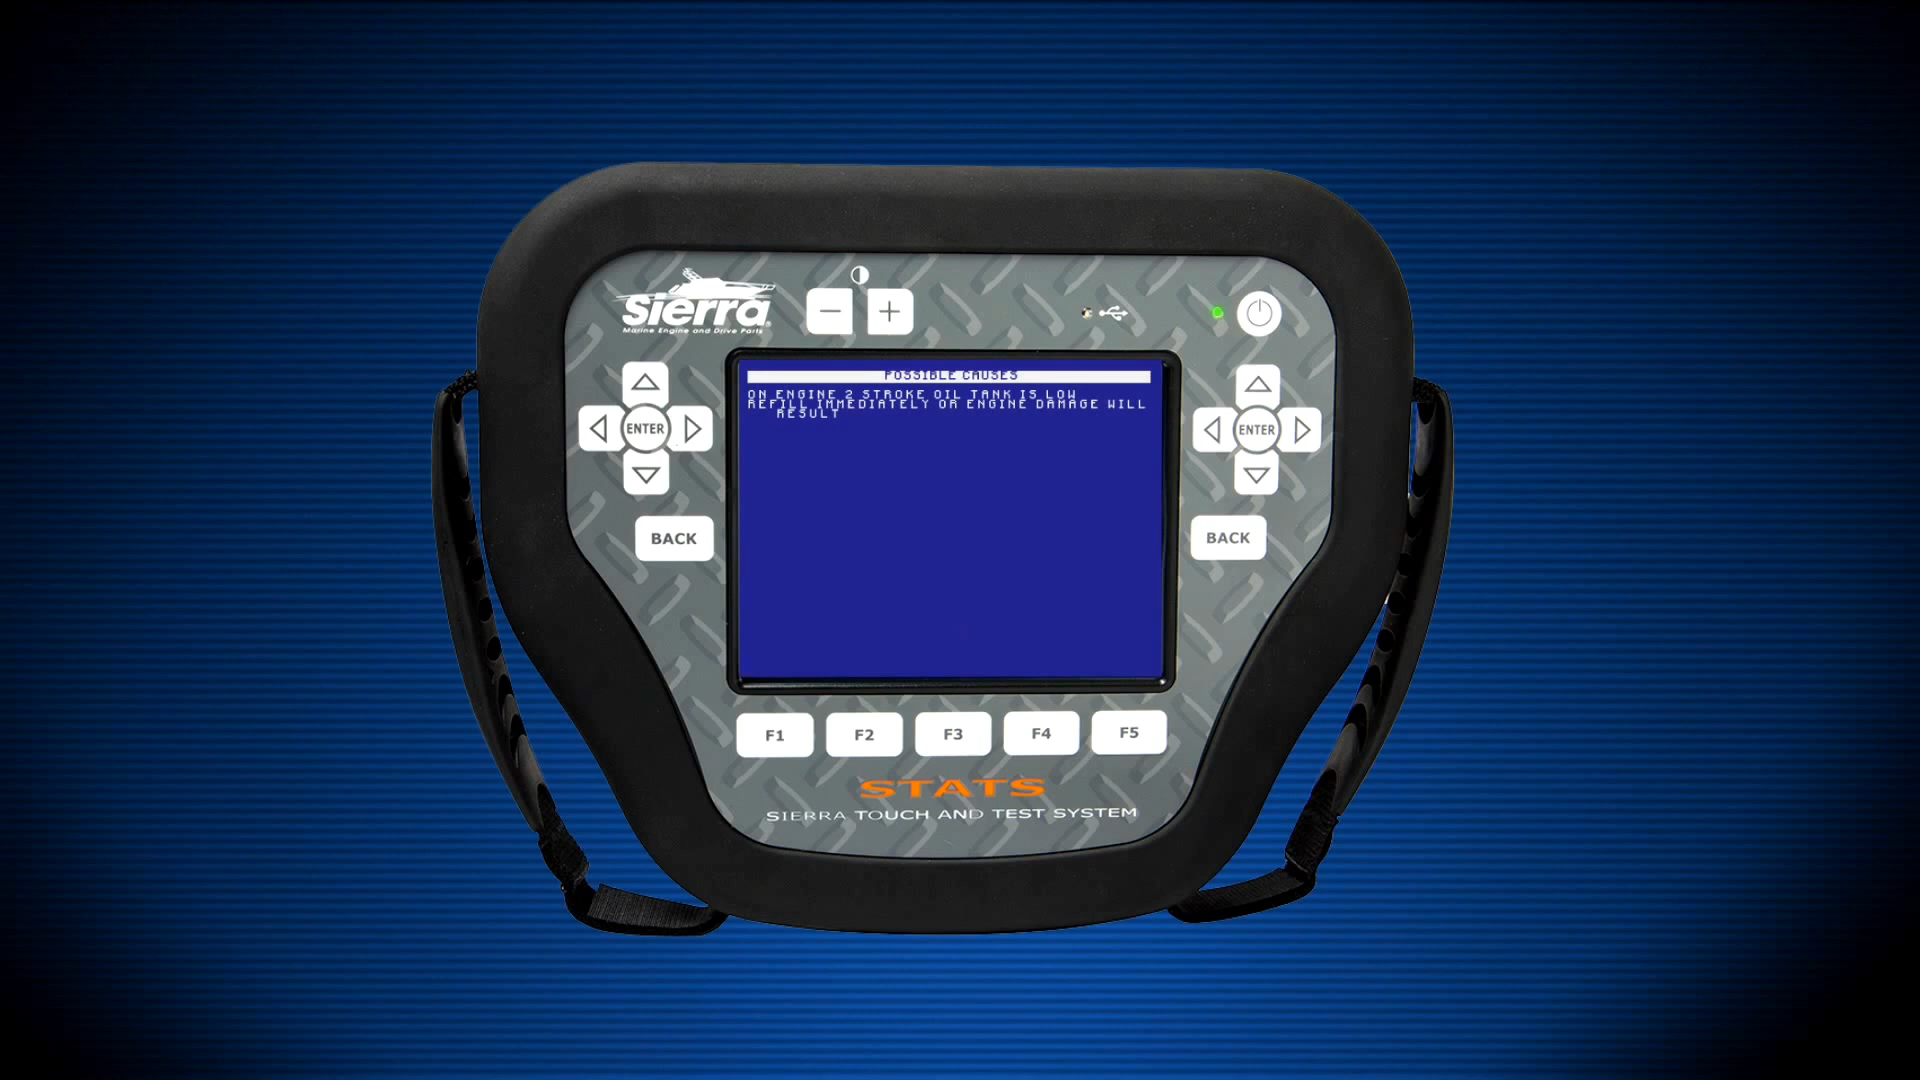 sierra®
Marine Engine and Drive Parts
− +
POSSIBLE CAUSES
ON ENGINE 2 STROKE OIL TANK IS LOW
REFILL IMMEDIATELY OR ENGINE DAMAGE WILL
RESULT
ENTER
ENTER
BACK
BACK
F1 F2 F3 F4 F5
STATS
SIERRA TOUCH AND TEST SYSTEM